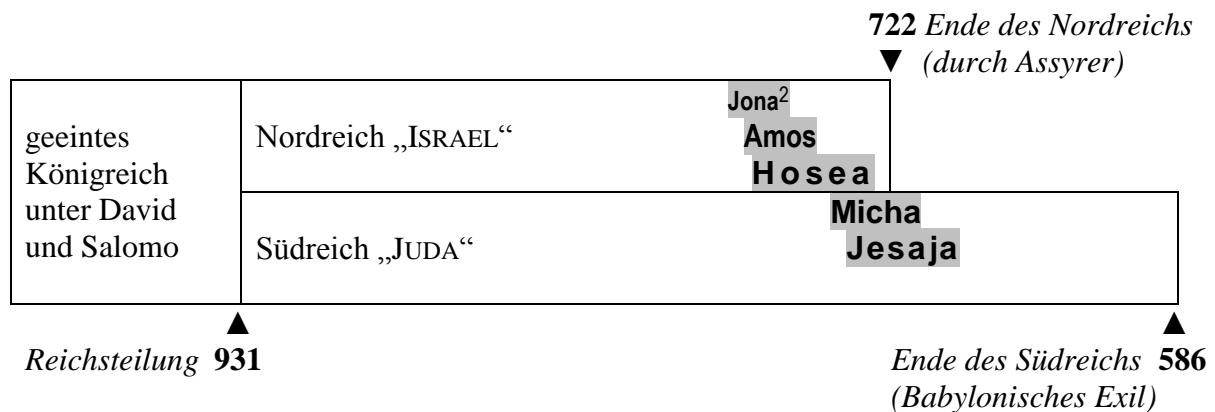 722 Ende des Nordreichs
▼ (durch Assyrer)
geeintes
Königreich
unter David
und Salomo
Nordreich „ISRAEL“
Jona²
Amos
Hosea
Südreich „JUDA“
Micha
Jesaja
▲
Reichsteilung 931
▲
Ende des Südreichs 586
(Babylonisches Exil)